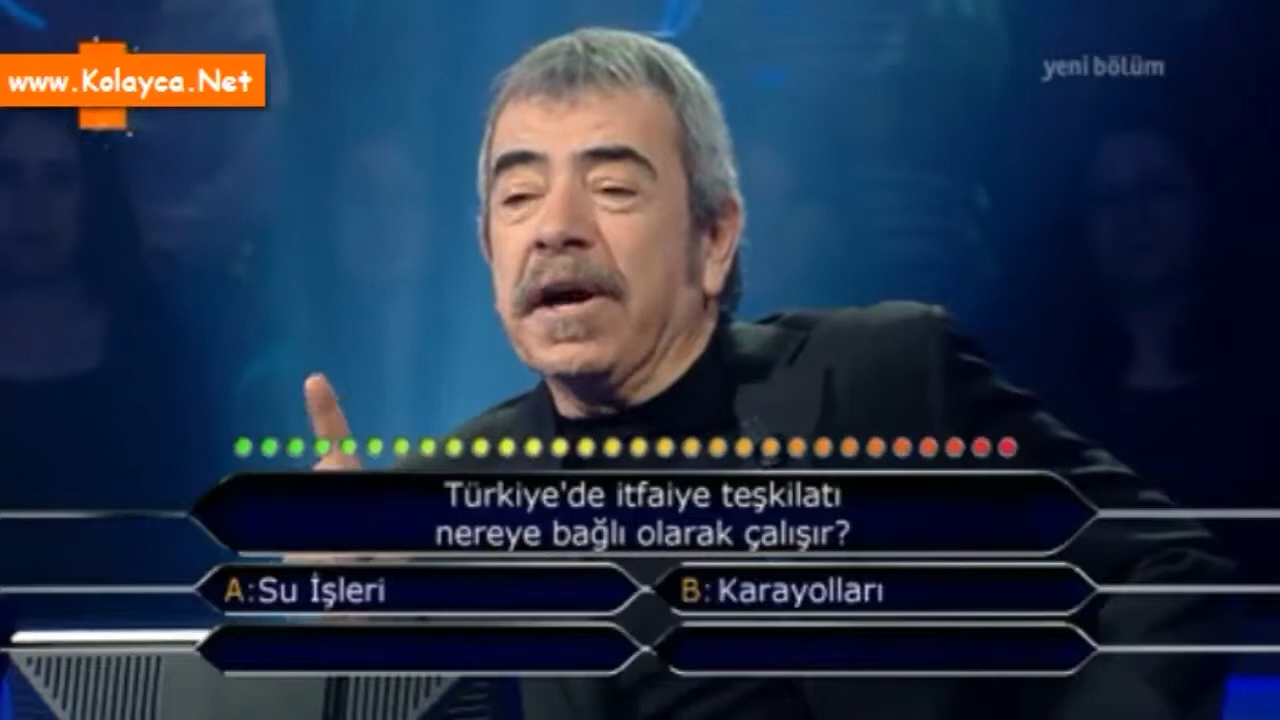 www.Kolayca.Net
yeni bölüm
Türkiye'de itfaiye teşkilatı
nereye bağlı olarak çalışır?
A: Su İşleri
B: Karayolları